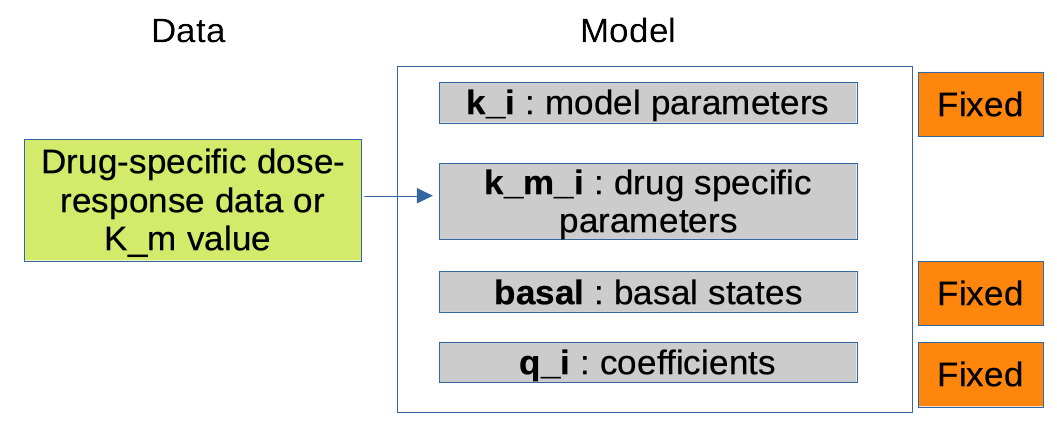 Data
Model
k_i : model parameters
Fixed
Drug-specific dose-
response data or
K_m value
k_m_i : drug specific
parameters
basal : basal states
Fixed
q_i : coefficients
Fixed